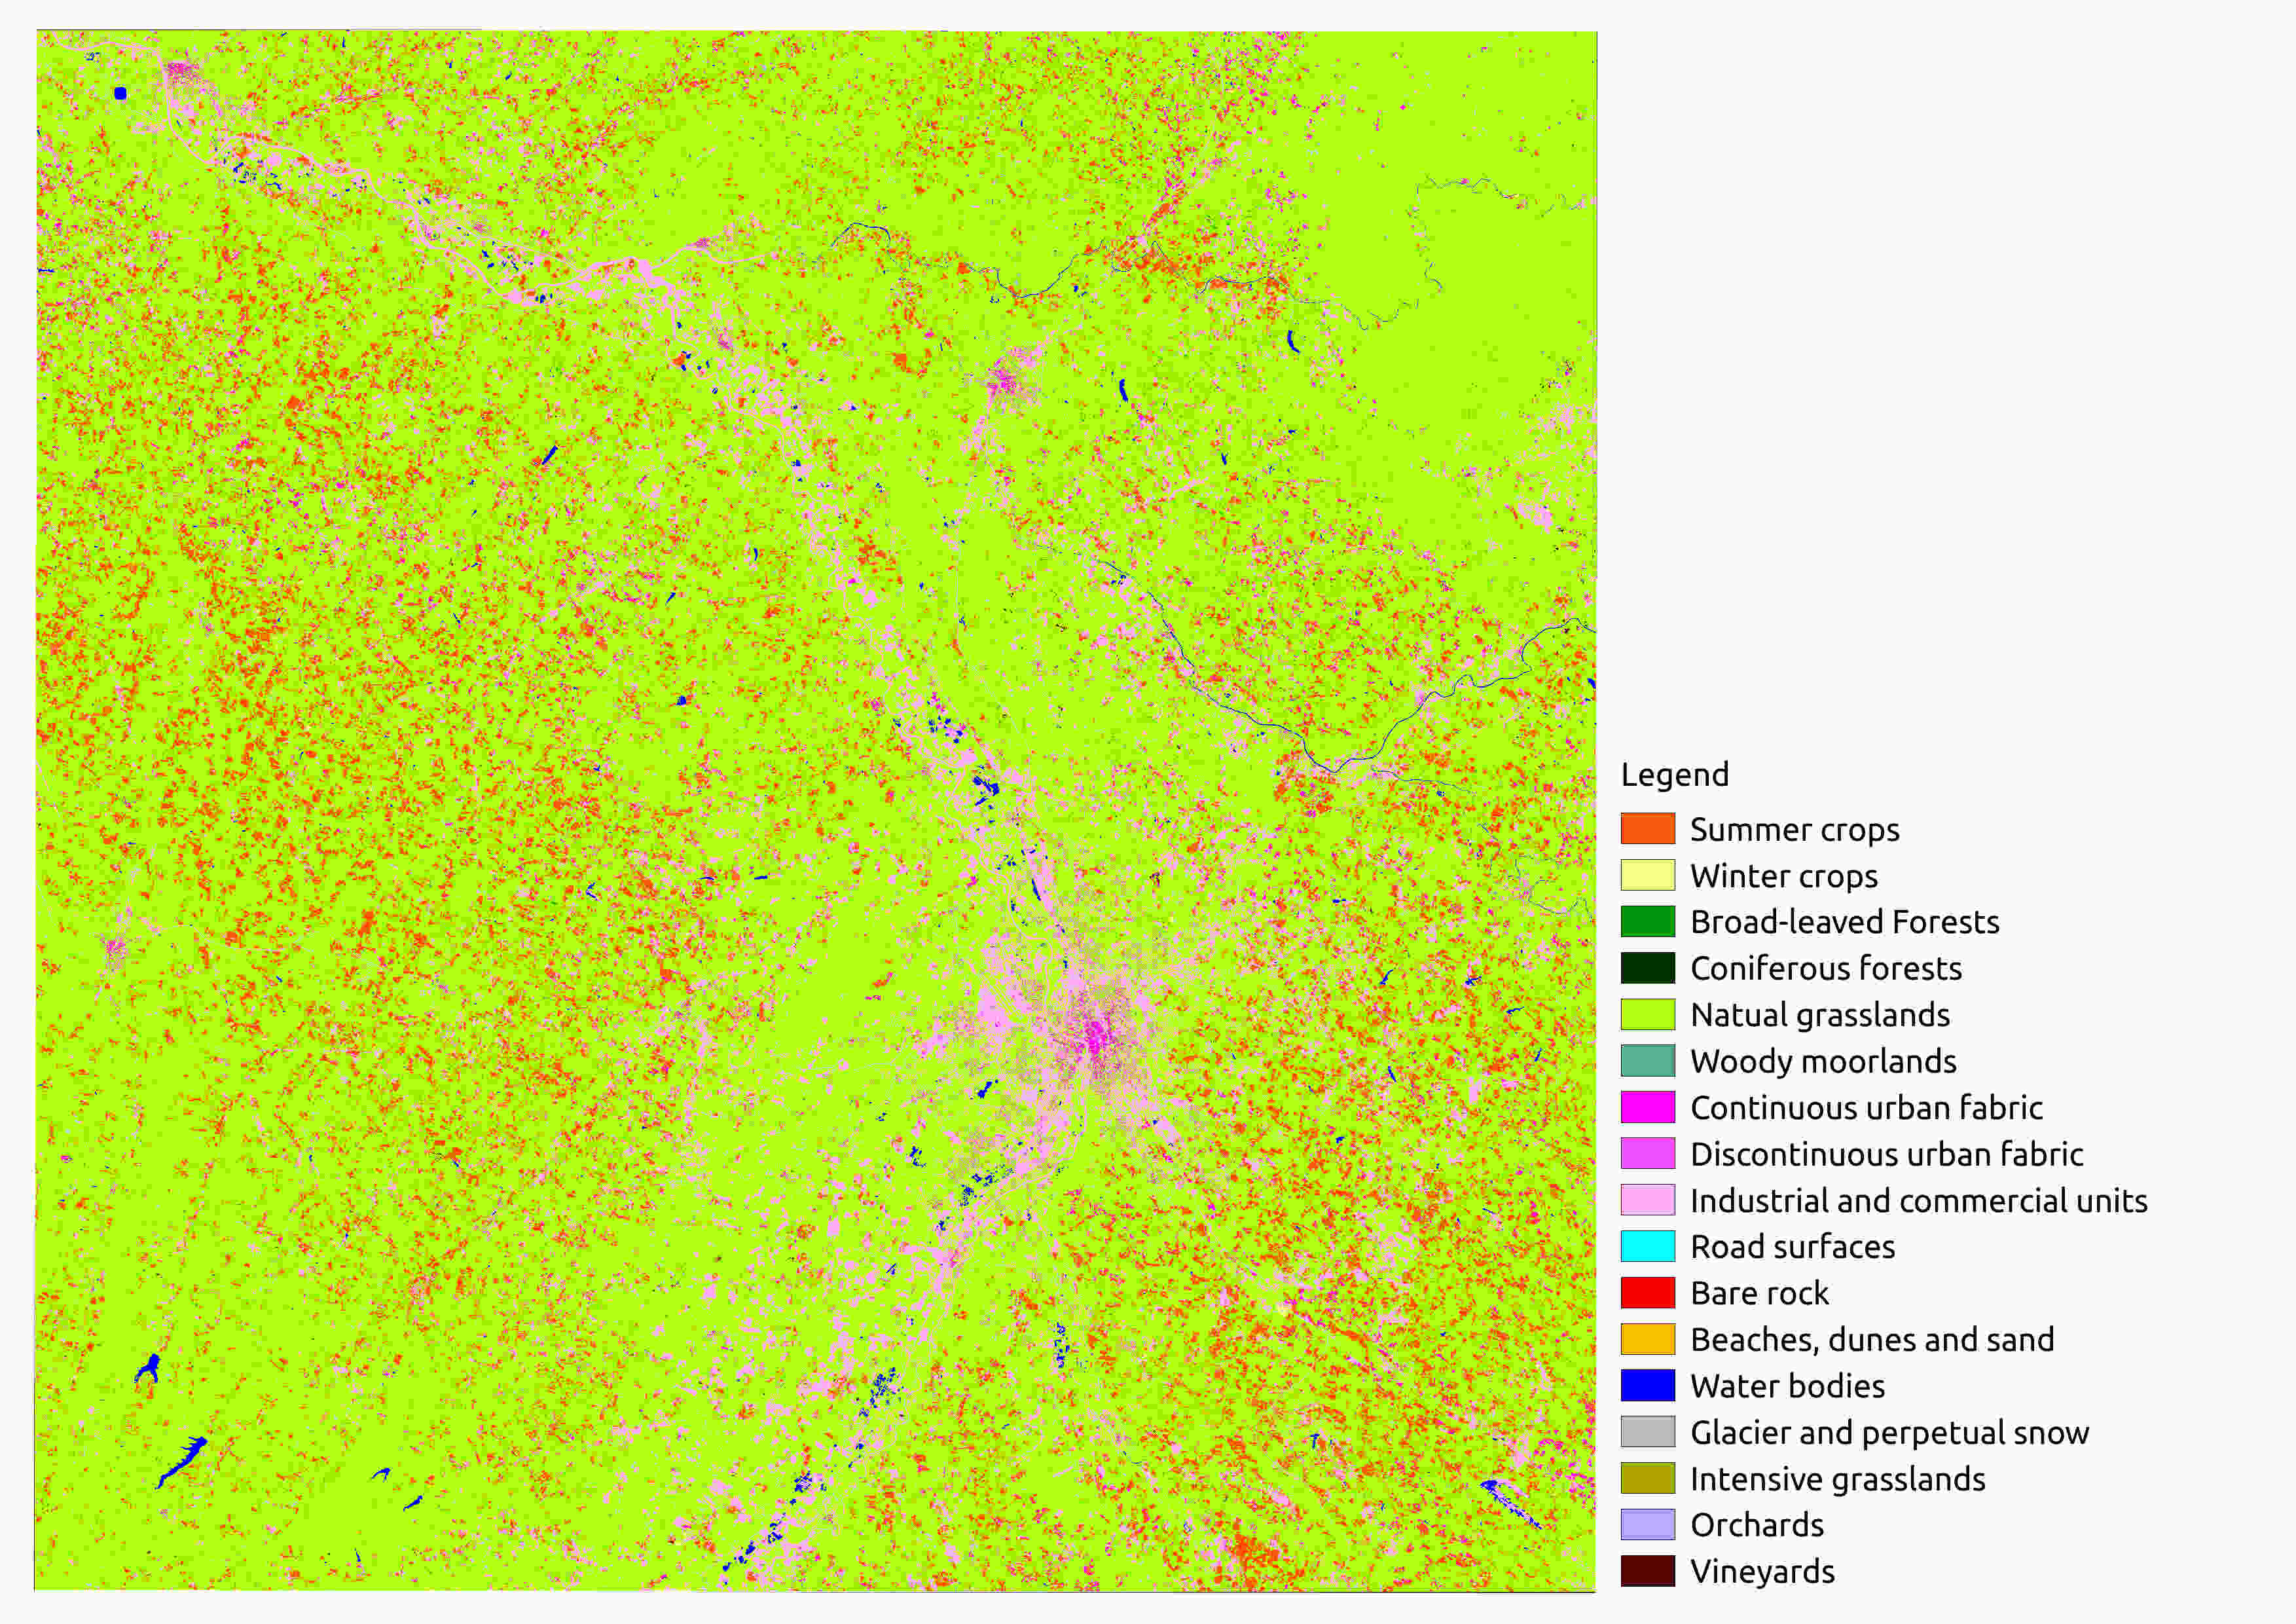 Legend
Summer crops
Winter crops
Broad-leaved Forests
Coniferous forests
Natual grasslands
Woody moorlands
Continuous urban fabric
Discontinuous urban fabric
Industrial and commercial units
Road surfaces
Bare rock
Beaches, dunes and sand
Water bodies
Glacier and perpetual snow
Intensive grasslands
Orchards
Vineyards